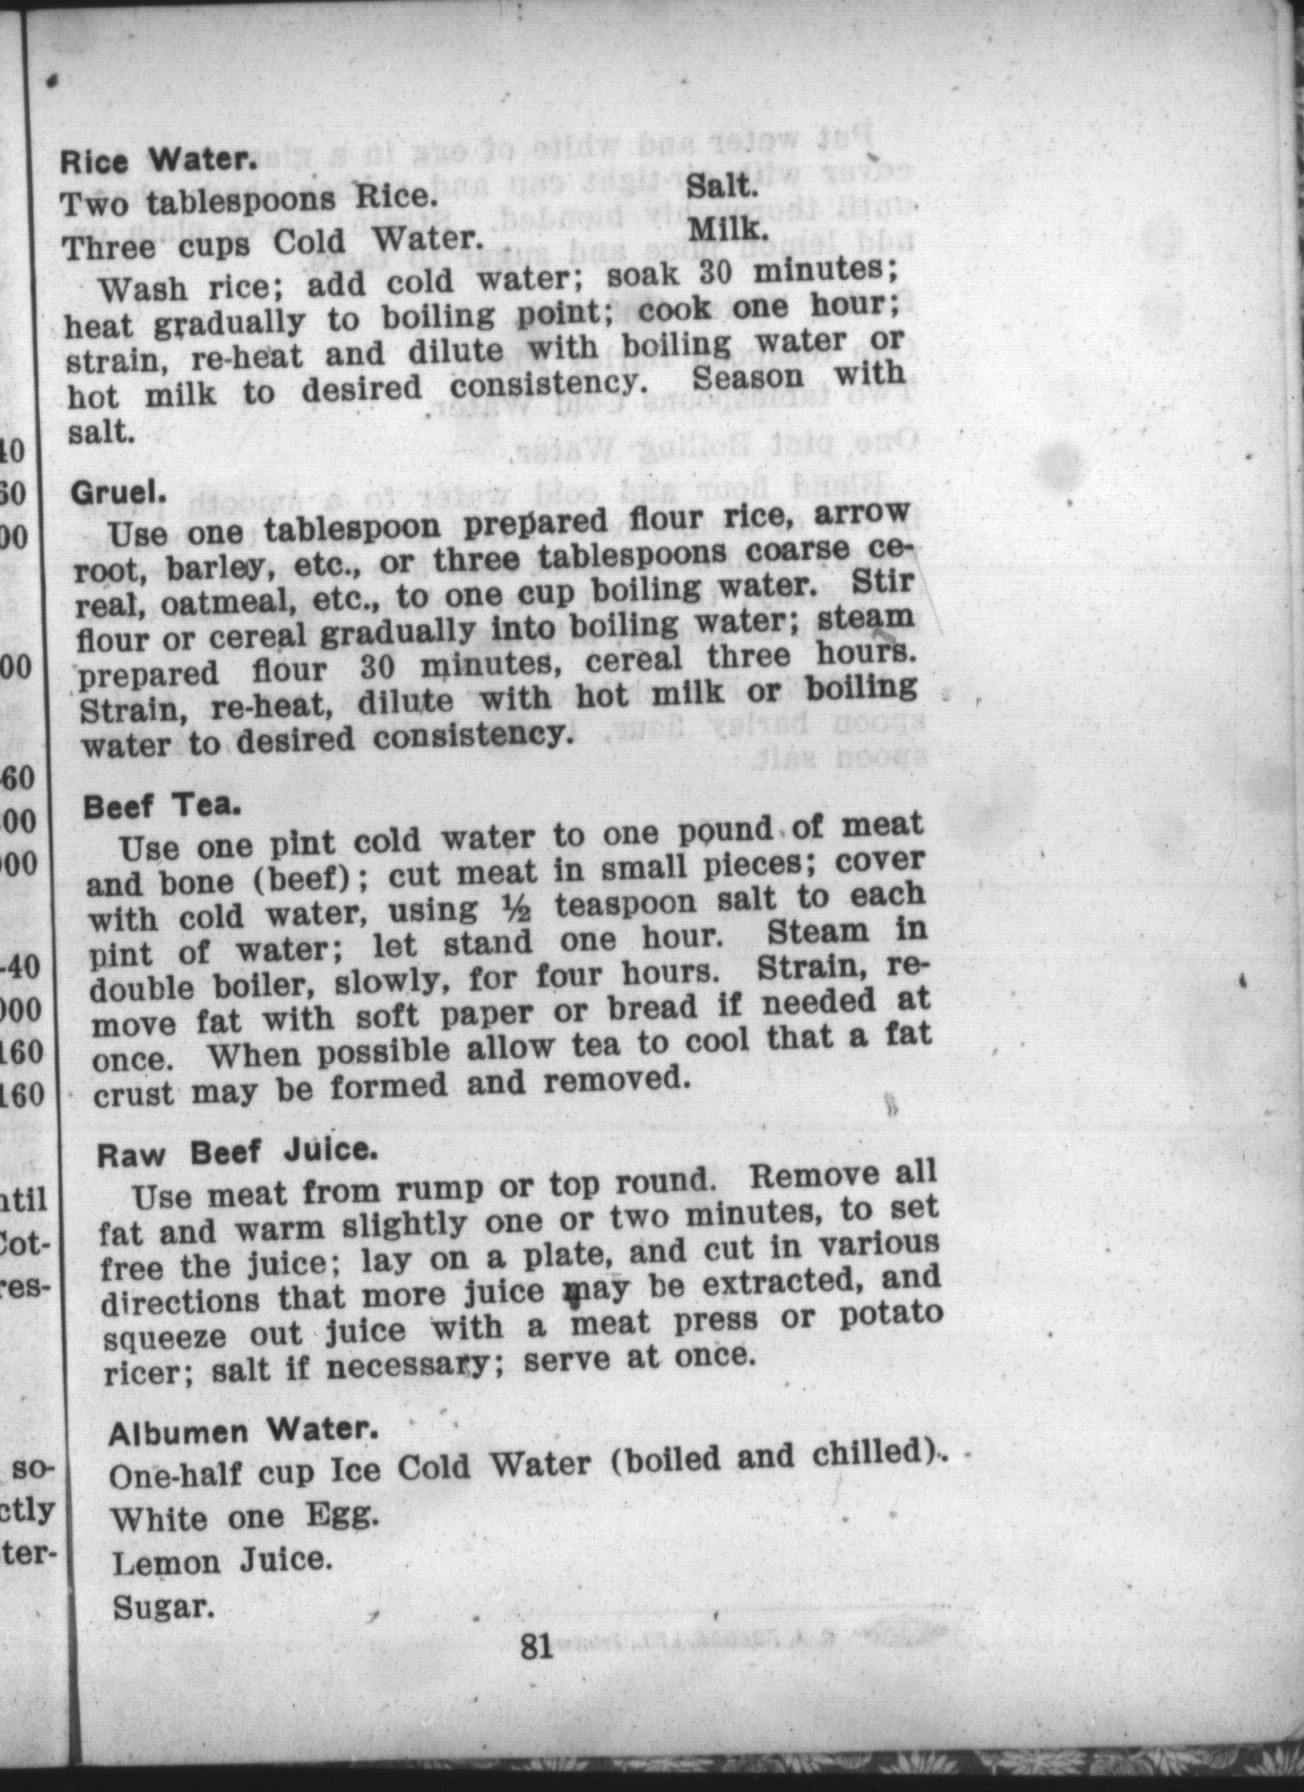 Rice Water.
Two tablespoons Rice. Salt.
Three cups Cold Water. Milk.
Wash rice; add cold water; soak 30 minutes;
heat gradually to boiling point; cook one hour;
strain, re-heat and dilute with boiling water or
hot milk to desired consistency. Season with
salt.
Gruel.
Use one tablespoon prepared flour rice, arrow
root, barley, etc., or three tablespoons coarse ce-
real, oatmeal, etc., to one cup boiling water. Stir
flour or cereal gradually into boiling water; steam
prepared flour 30 minutes, cereal three hours.
Strain, re-heat, dilute with hot milk or boiling
water to desired consistency.
Beef Tea.
Use one pint cold water to one pound of meat
and bone (beef); cut meat in small pieces; cover
with cold water, using ½ teaspoon salt to each
pint of water; let stand one hour. Steam in
double boiler, slowly, for four hours. Strain, re-
move fat with soft paper or bread if needed at
once. When possible allow tea to cool that a fat
crust may be formed and removed.
Raw Beef Juice.
Use meat from rump or top round. Remove all
fat and warm slightly one or two minutes, to set
free the juice; lay on a plate, and cut in various
directions that more juice may be extracted, and
squeeze out juice with a meat press or potato
ricer; salt if necessary; serve at once.
Albumen Water.
One-half cup Ice Cold Water (boiled and chilled).
White one Egg.
Lemon Juice.
Sugar.
81